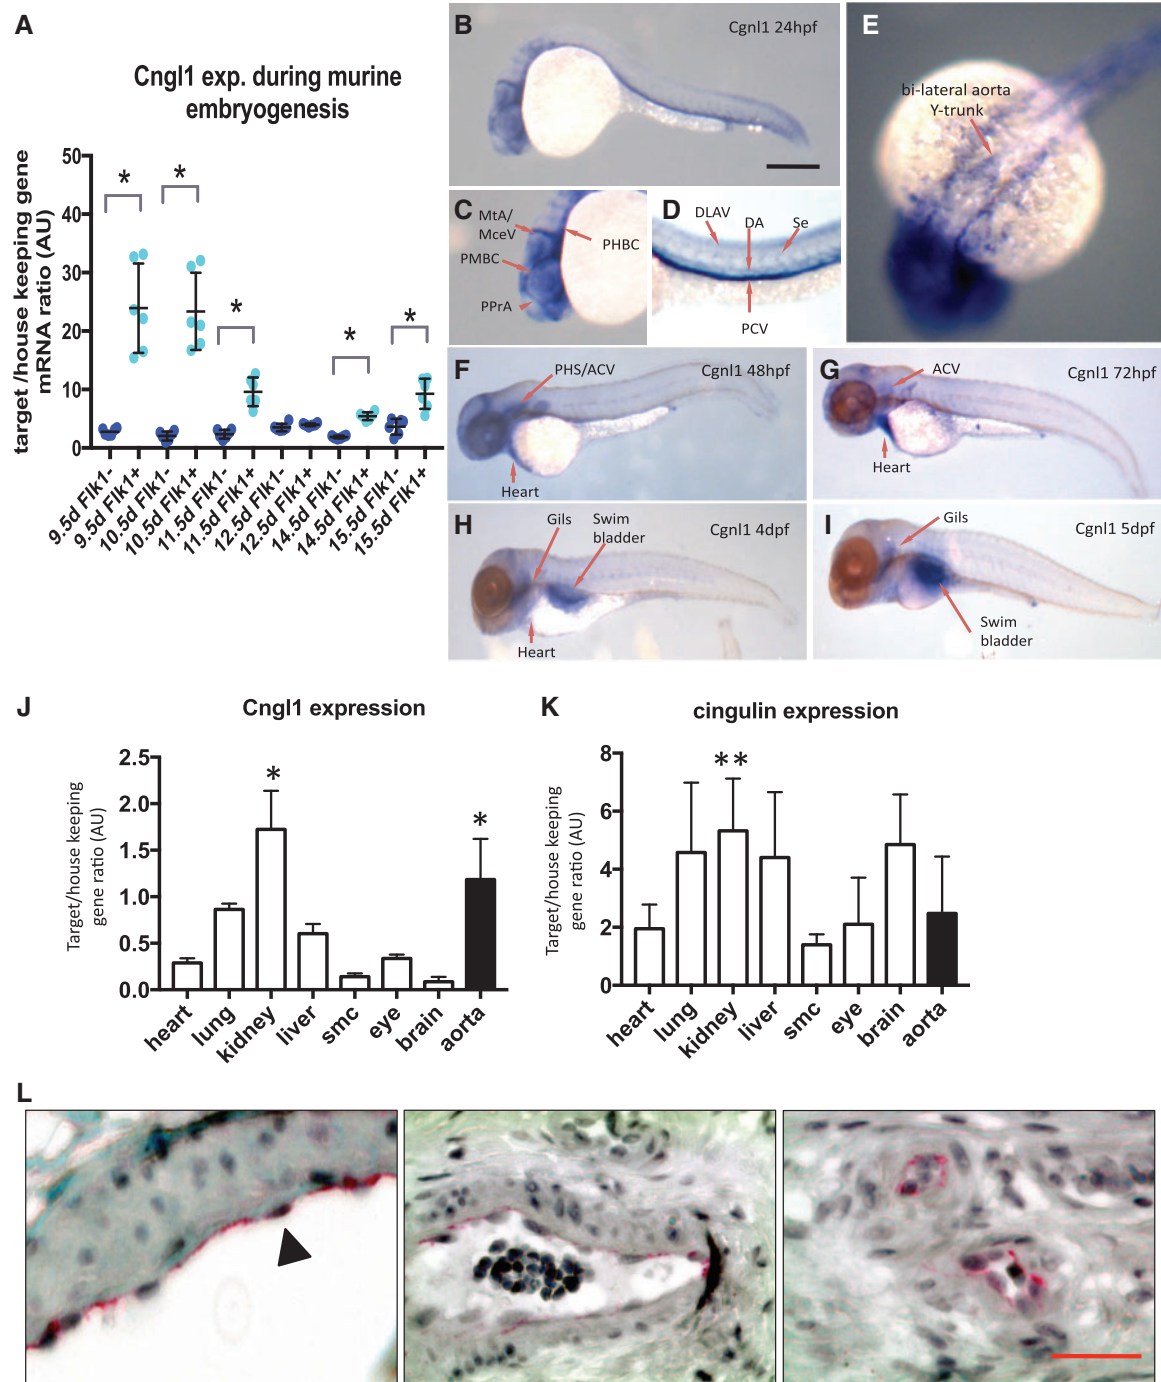 A
Cngl1 exp. during murine
embryogenesis
target /house keeping gene
mRNA ratio (AU)
50
40
30
20
10
0
*
*
*
*
*
9.5d Flk1-
9.5d Flk1+
10.5d Flk1-
10.5d Flk1+
11.5d Flk1-
11.5d Flk1+
12.5d Flk1-
12.5d Flk1+
14.5d Flk1-
14.5d Flk1+
15.5d Flk1-
15.5d Flk1+
B
Cgnl1 24hpf
C
MtA/
MceV
PMBC
PPrA
PHBC
D
DLAV
DA
Se
PCV
E
bi-lateral aorta
Y-trunk
F
PHS/ACV
Cgnl1 48hpf
Heart
G
ACV
Cgnl1 72hpf
Heart
H
Gils
Swim
bladder
Cgnl1 4dpf
Heart
I
Gils
Cgnl1 5dpf
Swim
bladder
J
Cngl1 expression
Target/house keeping
gene ratio (AU)
2.5
2.0
1.5
1.0
0.5
0.0
*
*
heart
lung
kidney
liver
smc
eye
brain
aorta
K
cingulin expression
Target/house keeping
gene ratio (AU)
8
6
4
2
0
**
heart
lung
kidney
liver
smc
eye
brain
aorta
L